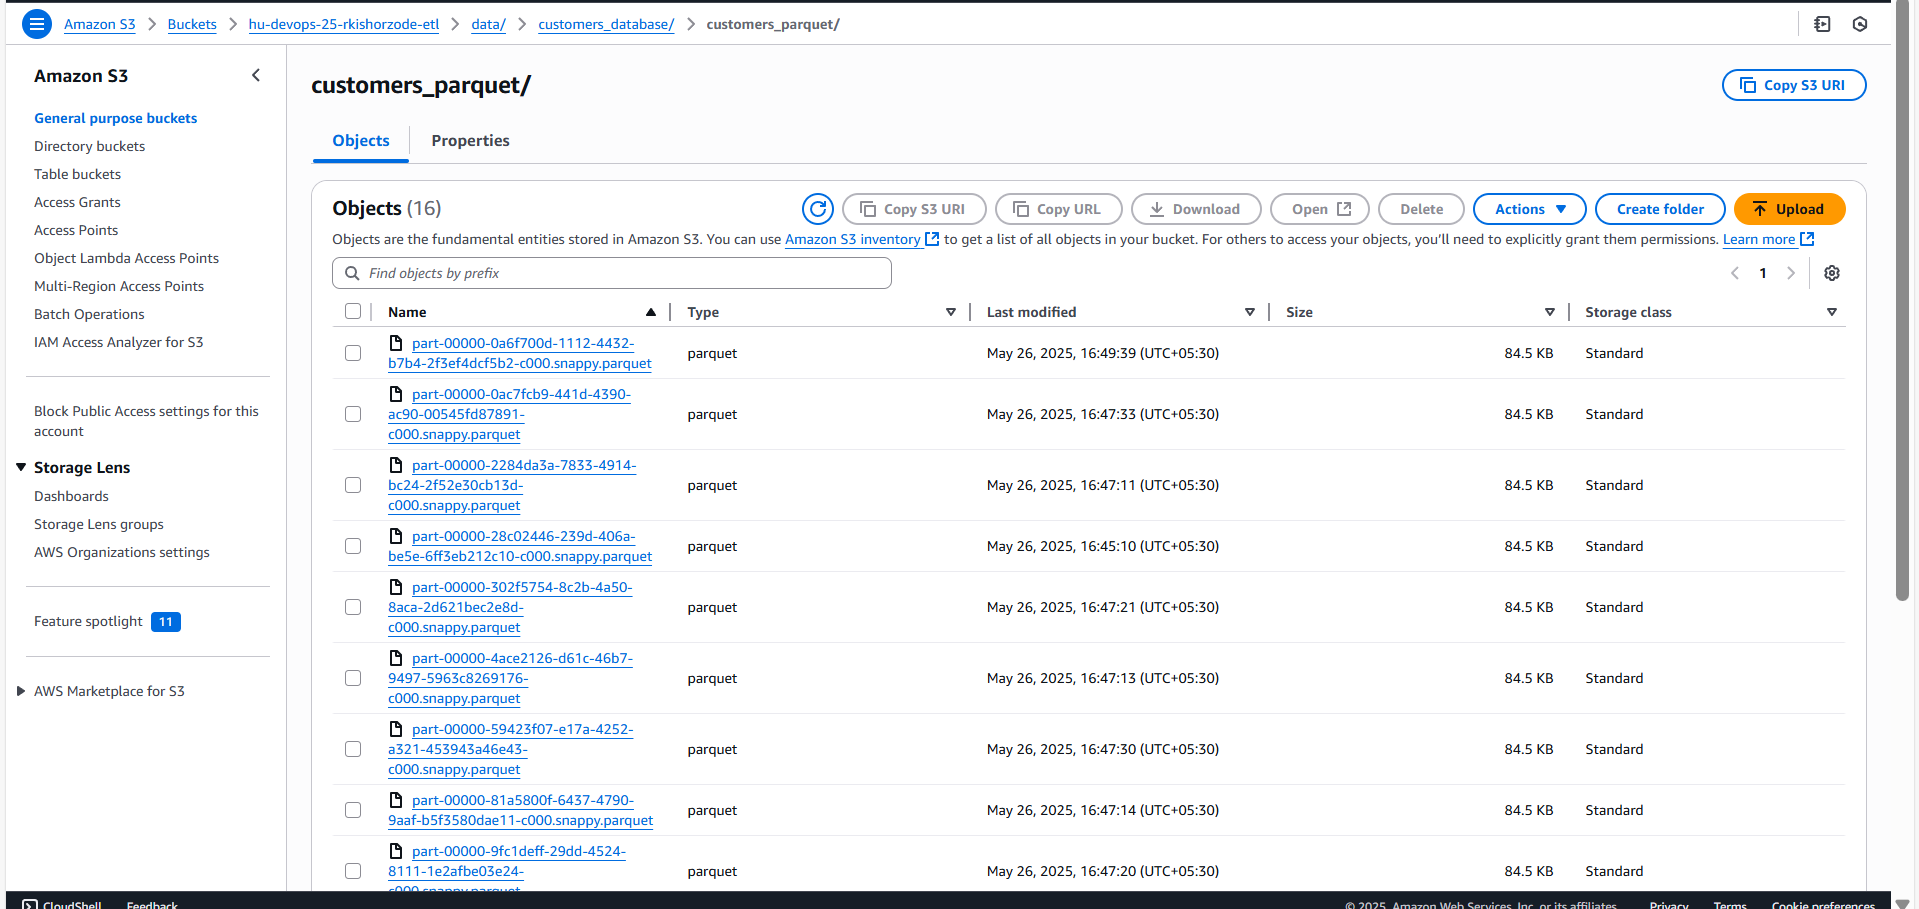 Amazon S3 > Buckets > hu-devops-25-rkishorzode-etl > data/ > customers_database/ > customers_parquet/
Amazon S3
General purpose buckets
Directory buckets
Table buckets
Access Grants
Access Points
Object Lambda Access Points
Multi-Region Access Points
Batch Operations
IAM Access Analyzer for S3
Block Public Access settings for this
account
Storage Lens
Dashboards
Storage Lens groups
AWS Organizations settings
Feature spotlight 11
AWS Marketplace for S3
customers_parquet/
Copy S3 URI
Objects Properties
Objects (16)
Copy S3 URI Copy URL Download Open Delete Actions Create folder Upload
Objects are the fundamental entities stored in Amazon S3. You can use Amazon S3 inventory to get a list of all objects in your bucket. For others to access your objects, you'll need to explicitly grant them permissions. Learn more
Find objects by prefix
1
Name Type Last modified Size Storage class
part-00000-0a6f700d-1112-4432-
b7b4-2f3ef4dcf5b2-c000.snappy.parquet
parquet May 26, 2025, 16:49:39 (UTC+05:30) 84.5 KB Standard
part-00000-0ac7fcb9-441d-4390-
ac90-00545fd87891-
c000.snappy.parquet
parquet May 26, 2025, 16:47:33 (UTC+05:30) 84.5 KB Standard
part-00000-2284da3a-7833-4914-
bc24-2f52e30cb13d-
c000.snappy.parquet
parquet May 26, 2025, 16:47:11 (UTC+05:30) 84.5 KB Standard
part-00000-28c02446-239d-406a-
be5e-6ff3eb212c10-c000.snappy.parquet
parquet May 26, 2025, 16:45:10 (UTC+05:30) 84.5 KB Standard
part-00000-302f5754-8c2b-4a50-
8aca-2d621bec2e8d-
c000.snappy.parquet
parquet May 26, 2025, 16:47:21 (UTC+05:30) 84.5 KB Standard
part-00000-4ace2126-d61c-46b7-
9497-5963c8269176-
c000.snappy.parquet
parquet May 26, 2025, 16:47:13 (UTC+05:30) 84.5 KB Standard
part-00000-59423f07-e17a-4252-
a321-453943a46e43-
c000.snappy.parquet
parquet May 26, 2025, 16:47:30 (UTC+05:30) 84.5 KB Standard
part-00000-81a5800f-6437-4790-
9aaf-b5f3580dae11-c000.snappy.parquet
parquet May 26, 2025, 16:47:14 (UTC+05:30) 84.5 KB Standard
part-00000-9fc1deff-29dd-4524-
8111-1e2afbe03e24-
c000.snappy.parquet
parquet May 26, 2025, 16:47:20 (UTC+05:30) 84.5 KB Standard
CloudShell Feedback © 2025, Amazon Web Services, Inc. or its affiliates. Privacy Terms Cookie preferences